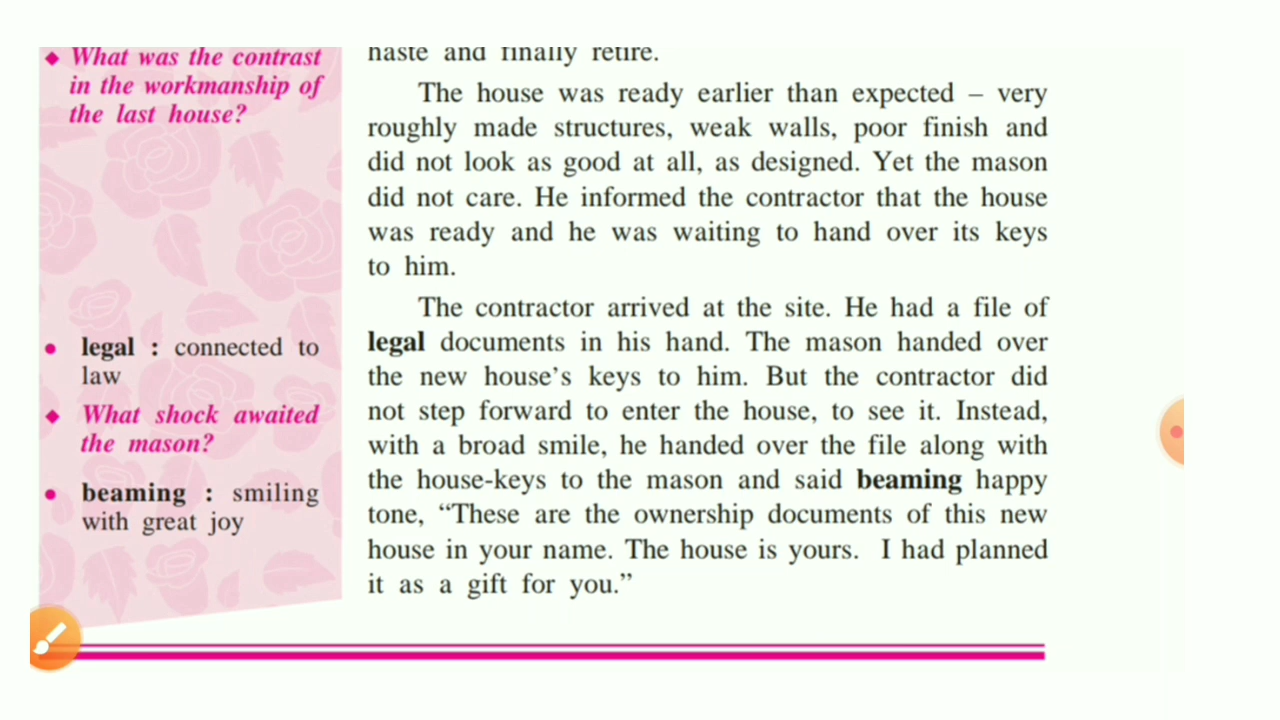 ◆ What was the contrast
in the workmanship of
the last house?
• legal : connected to
law
◆ What shock awaited
the mason?
• beaming : smiling
with great joy
haste and finally retire.
The house was ready earlier than expected – very
roughly made structures, weak walls, poor finish and
did not look as good at all, as designed. Yet the mason
did not care. He informed the contractor that the house
was ready and he was waiting to hand over its keys
to him.
The contractor arrived at the site. He had a file of
legal documents in his hand. The mason handed over
the new house’s keys to him. But the contractor did
not step forward to enter the house, to see it. Instead,
with a broad smile, he handed over the file along with
the house-keys to the mason and said beaming happy
tone, “These are the ownership documents of this new
house in your name. The house is yours. I had planned
it as a gift for you.”